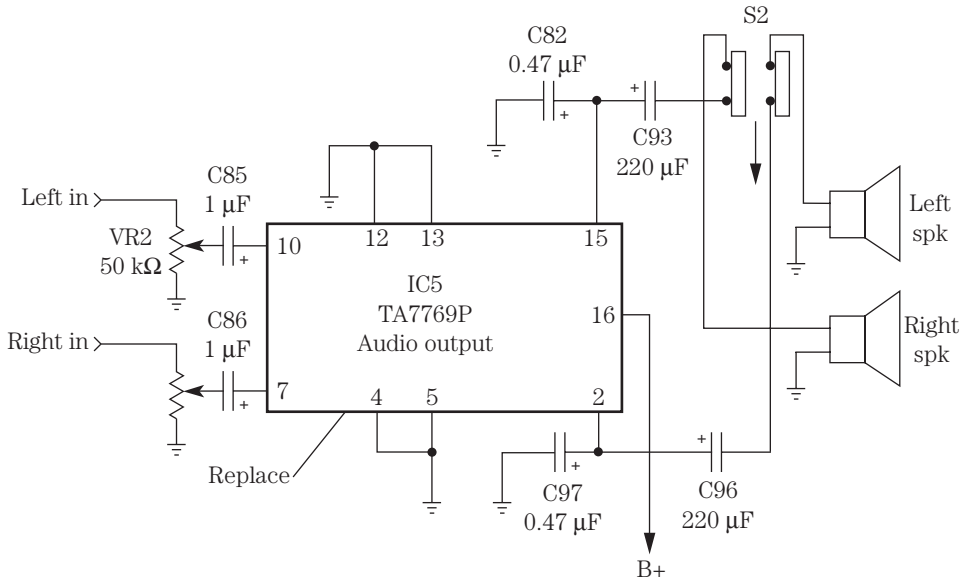 S2
C82
0.47 µF
+
+
C93
220 µF
C85
1 µF
+
Left in
VR2
50 kΩ
10
12
13
15
Left
spk
IC5
TA7769P
Audio output
16
C86
1 µF
+
Right in
Right
spk
7
4
5
2
Replace
+
+
C97
0.47 µF
C96
220 µF
B+